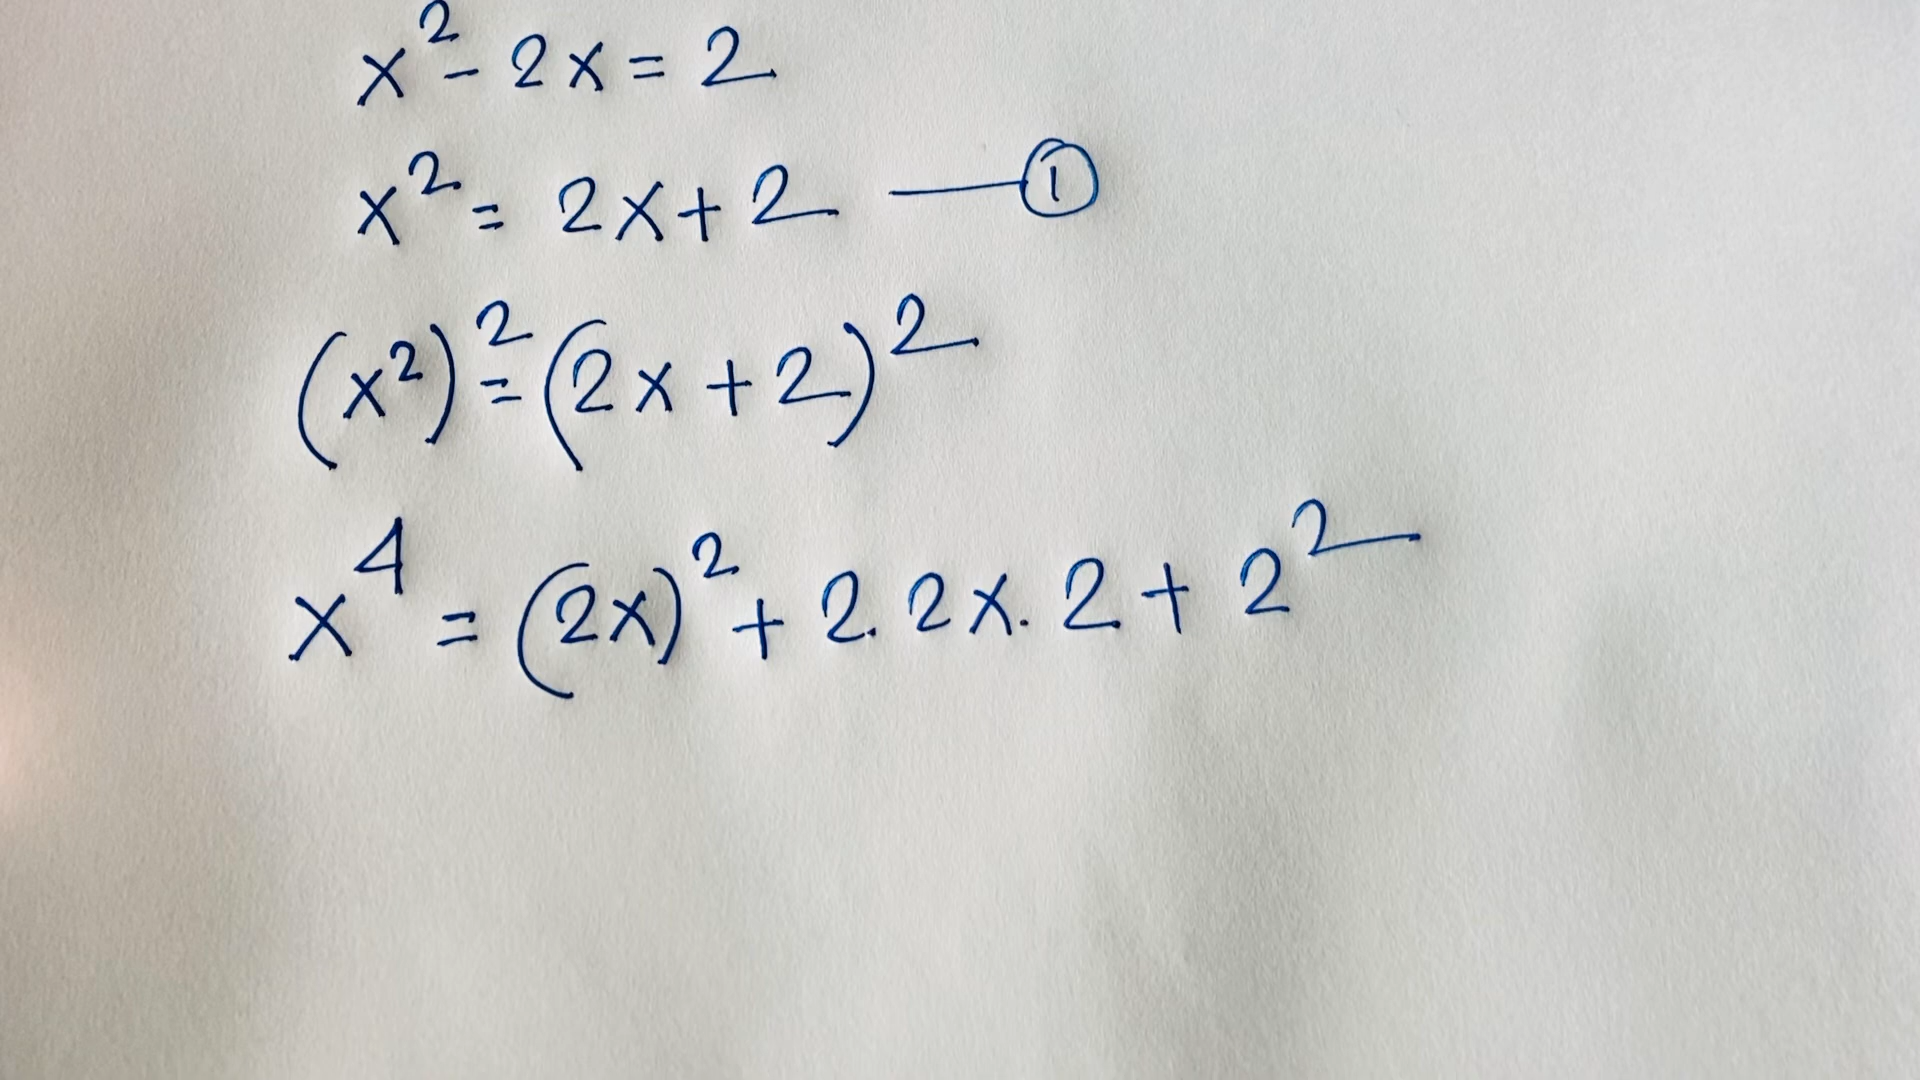 x² - 2x = 2
x² = 2x + 2 — ①
(x²)² = (2x + 2)²
x⁴ = (2x)² + 2. 2x. 2 + 2²